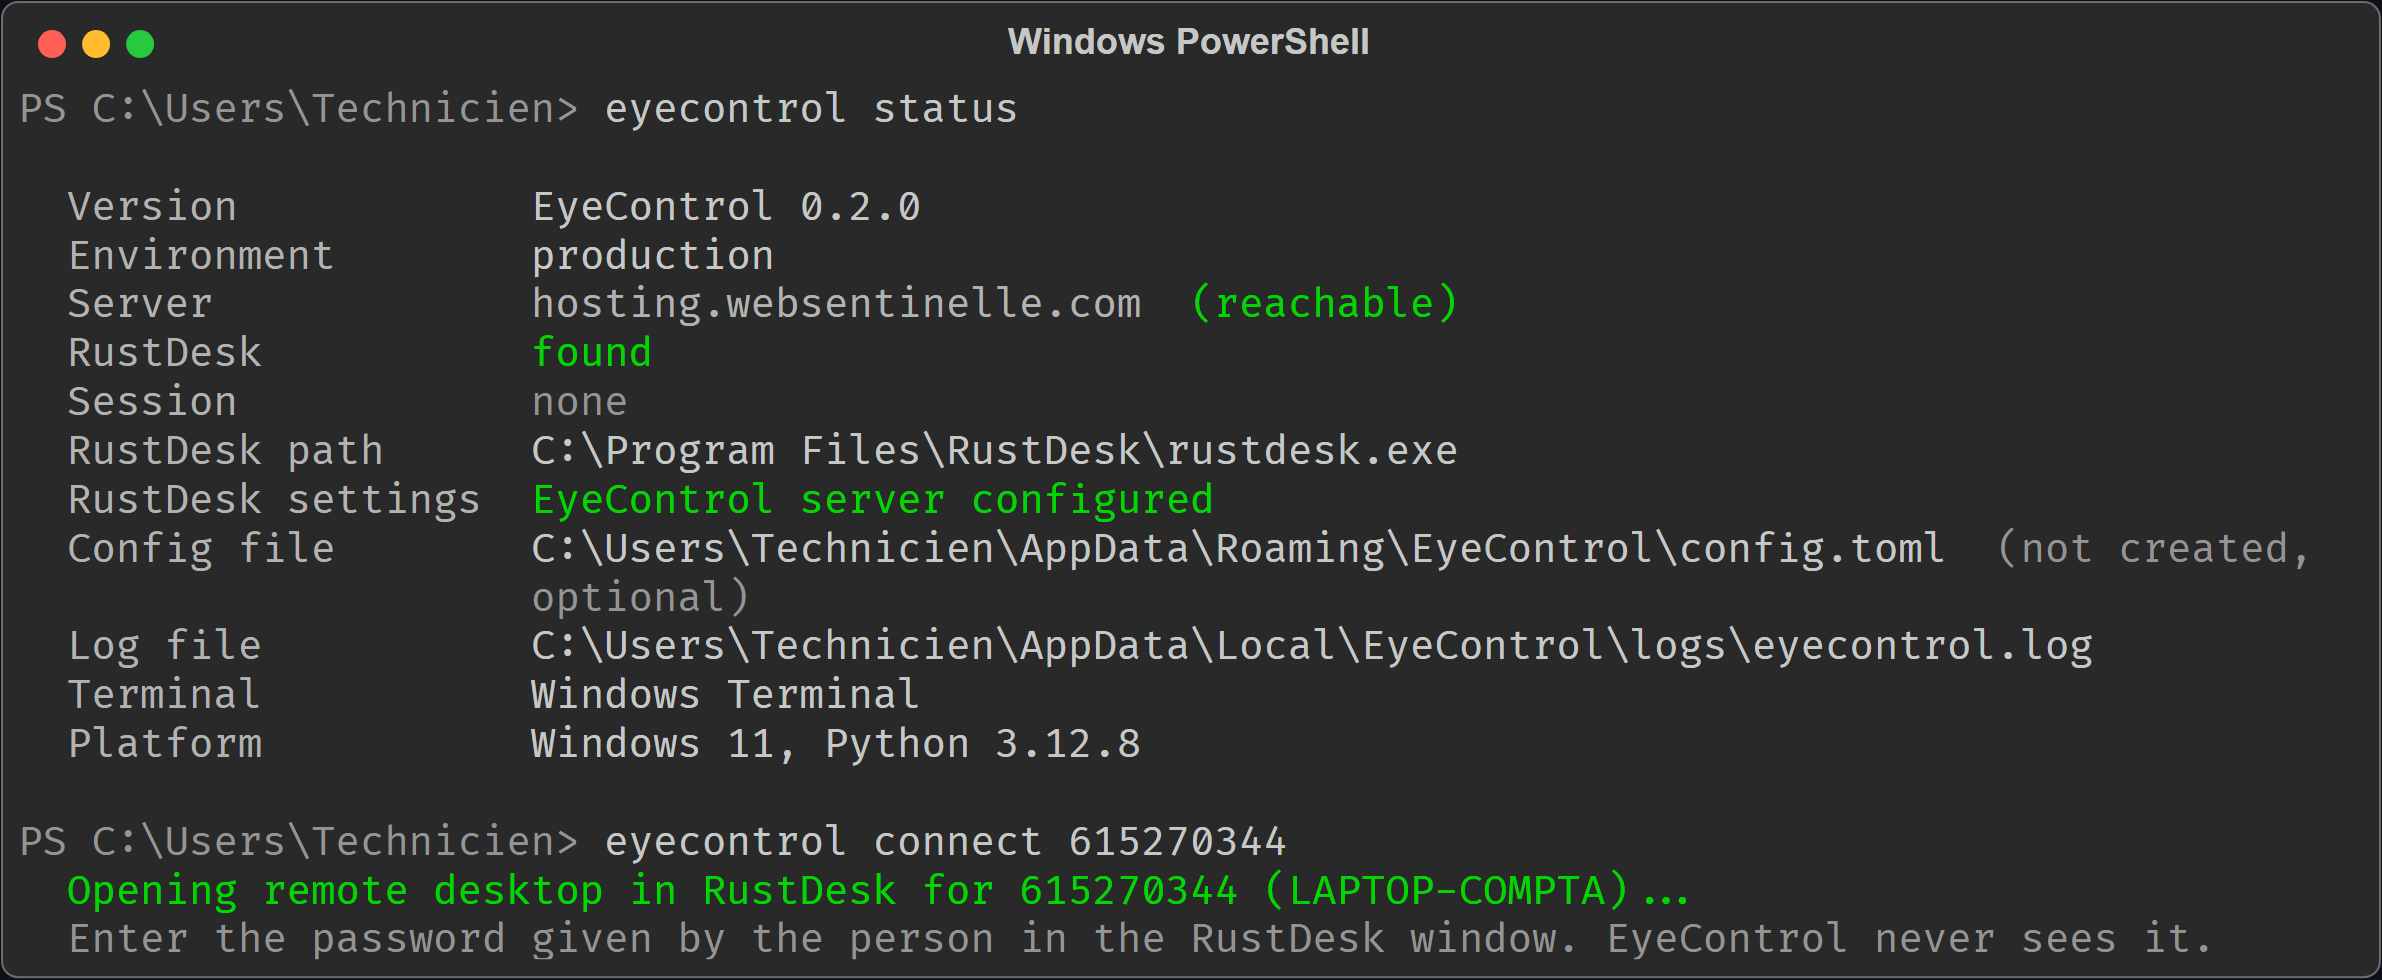 Windows PowerShell
PS C:\Users\Technicien> eyecontrol status
Version EyeControl 0.2.0
Environment production
Server hosting.websentinelle.com (reachable)
RustDesk found
Session none
RustDesk path C:\Program Files\RustDesk\rustdesk.exe
RustDesk settings EyeControl server configured
Config file C:\Users\Technicien\AppData\Roaming\EyeControl\config.toml (not created,
optional)
Log file C:\Users\Technicien\AppData\Local\EyeControl\logs\eyecontrol.log
Terminal Windows Terminal
Platform Windows 11, Python 3.12.8
PS C:\Users\Technicien> eyecontrol connect 615270344
Opening remote desktop in RustDesk for 615270344 (LAPTOP-COMPTA)...
Enter the password given by the person in the RustDesk window. EyeControl never sees it.